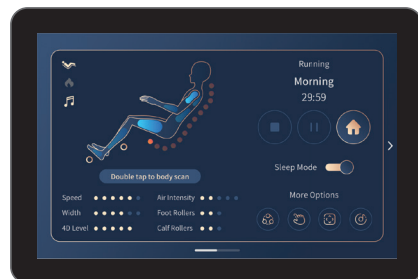 Running
Morning
29:59
Sleep Mode
Double tap to body scan
Speed
Air Intensity
More Options
Width
Foot Rollers
4D Level
Calf Rollers